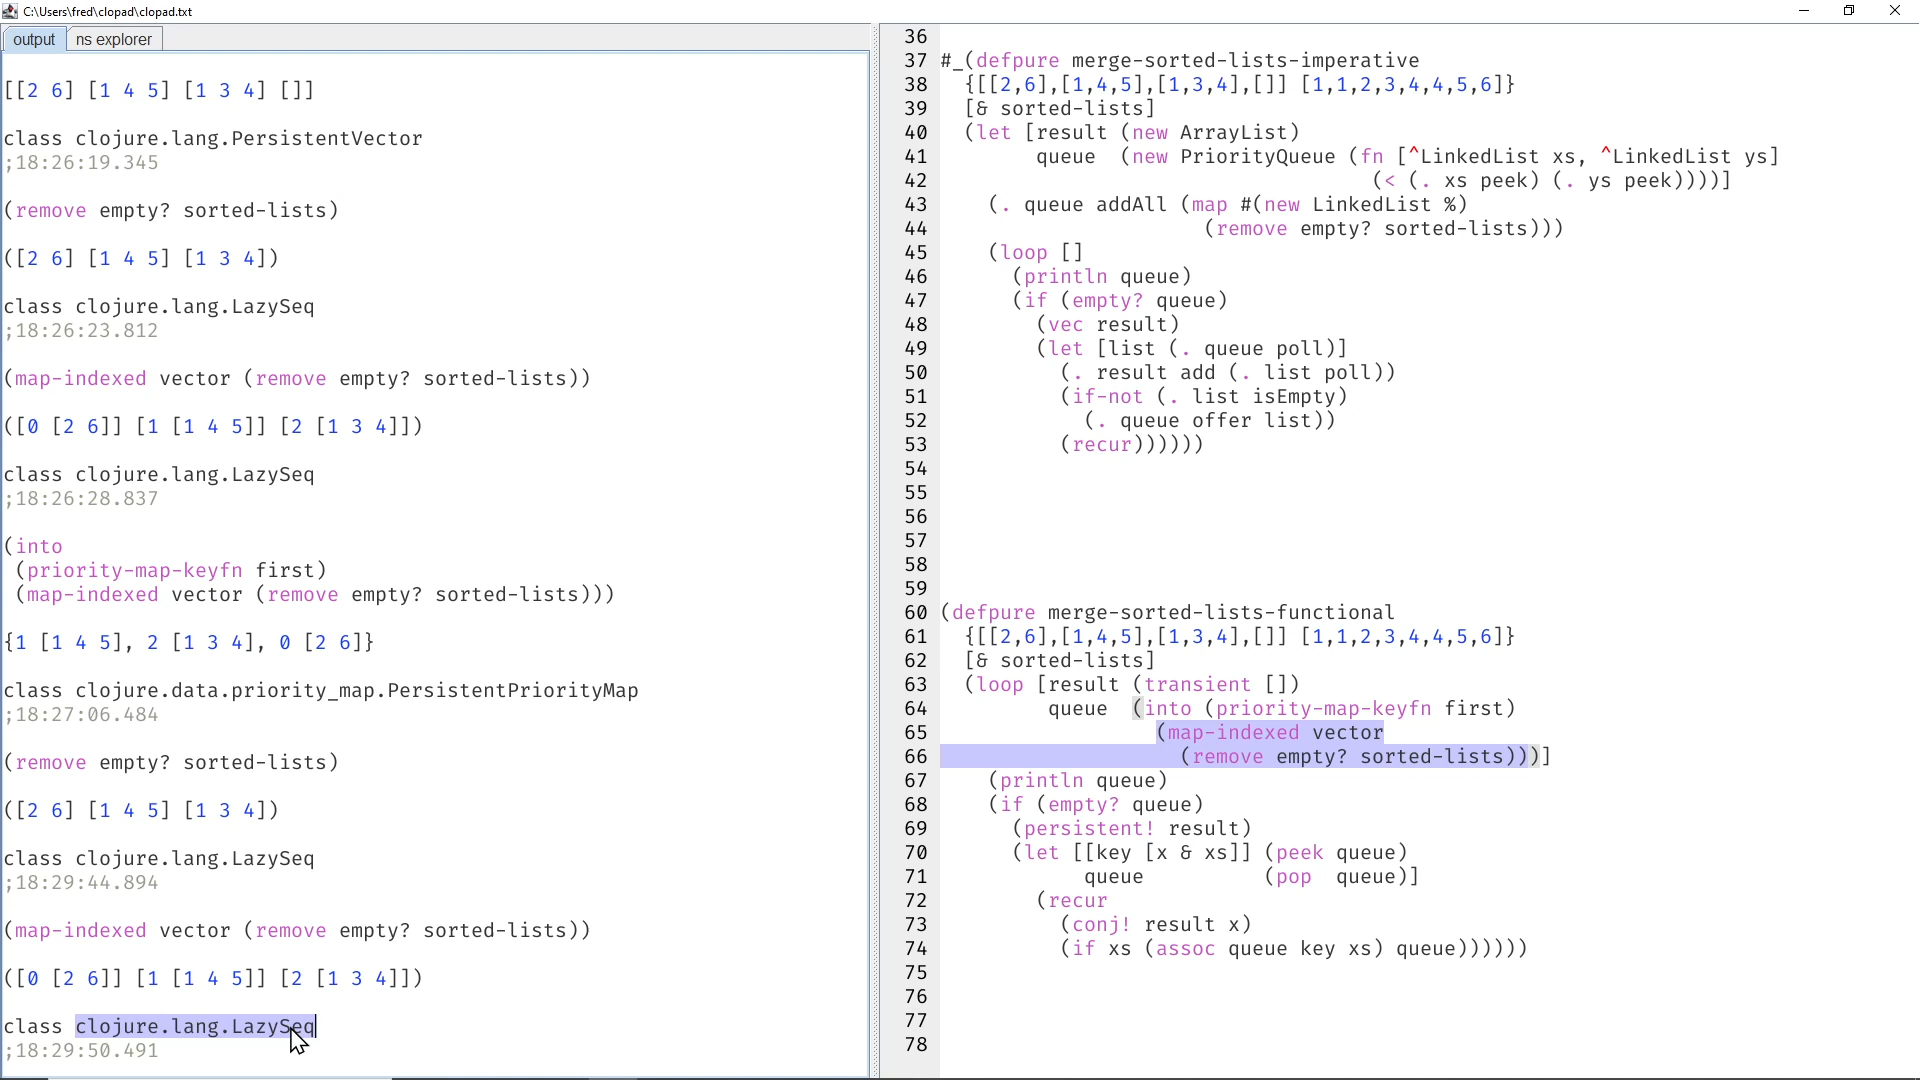 C:\Users\fred\clopad\clopad.txt
output
ns explorer
[[2 6] [1 4 5] [1 3 4] []]
class clojure.lang.PersistentVector
;18:26:19.345
(remove empty? sorted-lists)
([2 6] [1 4 5] [1 3 4])
class clojure.lang.LazySeq
;18:26:23.812
(map-indexed vector (remove empty? sorted-lists))
([0 [2 6]] [1 [1 4 5]] [2 [1 3 4]])
class clojure.lang.LazySeq
;18:26:28.837
(into
 (priority-map-keyfn first)
 (map-indexed vector (remove empty? sorted-lists)))
{1 [1 4 5], 2 [1 3 4], 0 [2 6]}
class clojure.data.priority_map.PersistentPriorityMap
;18:27:06.484
(remove empty? sorted-lists)
([2 6] [1 4 5] [1 3 4])
class clojure.lang.LazySeq
;18:29:44.894
(map-indexed vector (remove empty? sorted-lists))
([0 [2 6]] [1 [1 4 5]] [2 [1 3 4]])
class clojure.lang.LazySeq
;18:29:50.491
36
37 #_(defpure merge-sorted-lists-imperative
38   {[[2,6],[1,4,5],[1,3,4],[]] [1,1,2,3,4,4,5,6]}
39   [& sorted-lists]
40   (let [result (new ArrayList)
41         queue  (new PriorityQueue (fn [^LinkedList xs, ^LinkedList ys]
42                                     (< (. xs peek) (. ys peek))))]
43     (. queue addAll (map #(new LinkedList %)
44                       (remove empty? sorted-lists)))
45     (loop []
46       (println queue)
47       (if (empty? queue)
48         (vec result)
49         (let [list (. queue poll)]
50           (. result add (. list poll))
51           (if-not (. list isEmpty)
52             (. queue offer list))
53           (recur))))))
54
55
56
57
58
59
60 (defpure merge-sorted-lists-functional
61   {[[2,6],[1,4,5],[1,3,4],[]] [1,1,2,3,4,4,5,6]}
62   [& sorted-lists]
63   (loop [result (transient [])
64          queue  (into (priority-map-keyfn first)
65                   (map-indexed vector
66                     (remove empty? sorted-lists)))]
67     (println queue)
68     (if (empty? queue)
69       (persistent! result)
70       (let [[key [x & xs]] (peek queue)
71             queue          (pop  queue)]
72         (recur
73           (conj! result x)
74           (if xs (assoc queue key xs) queue))))))
75
76
77
78